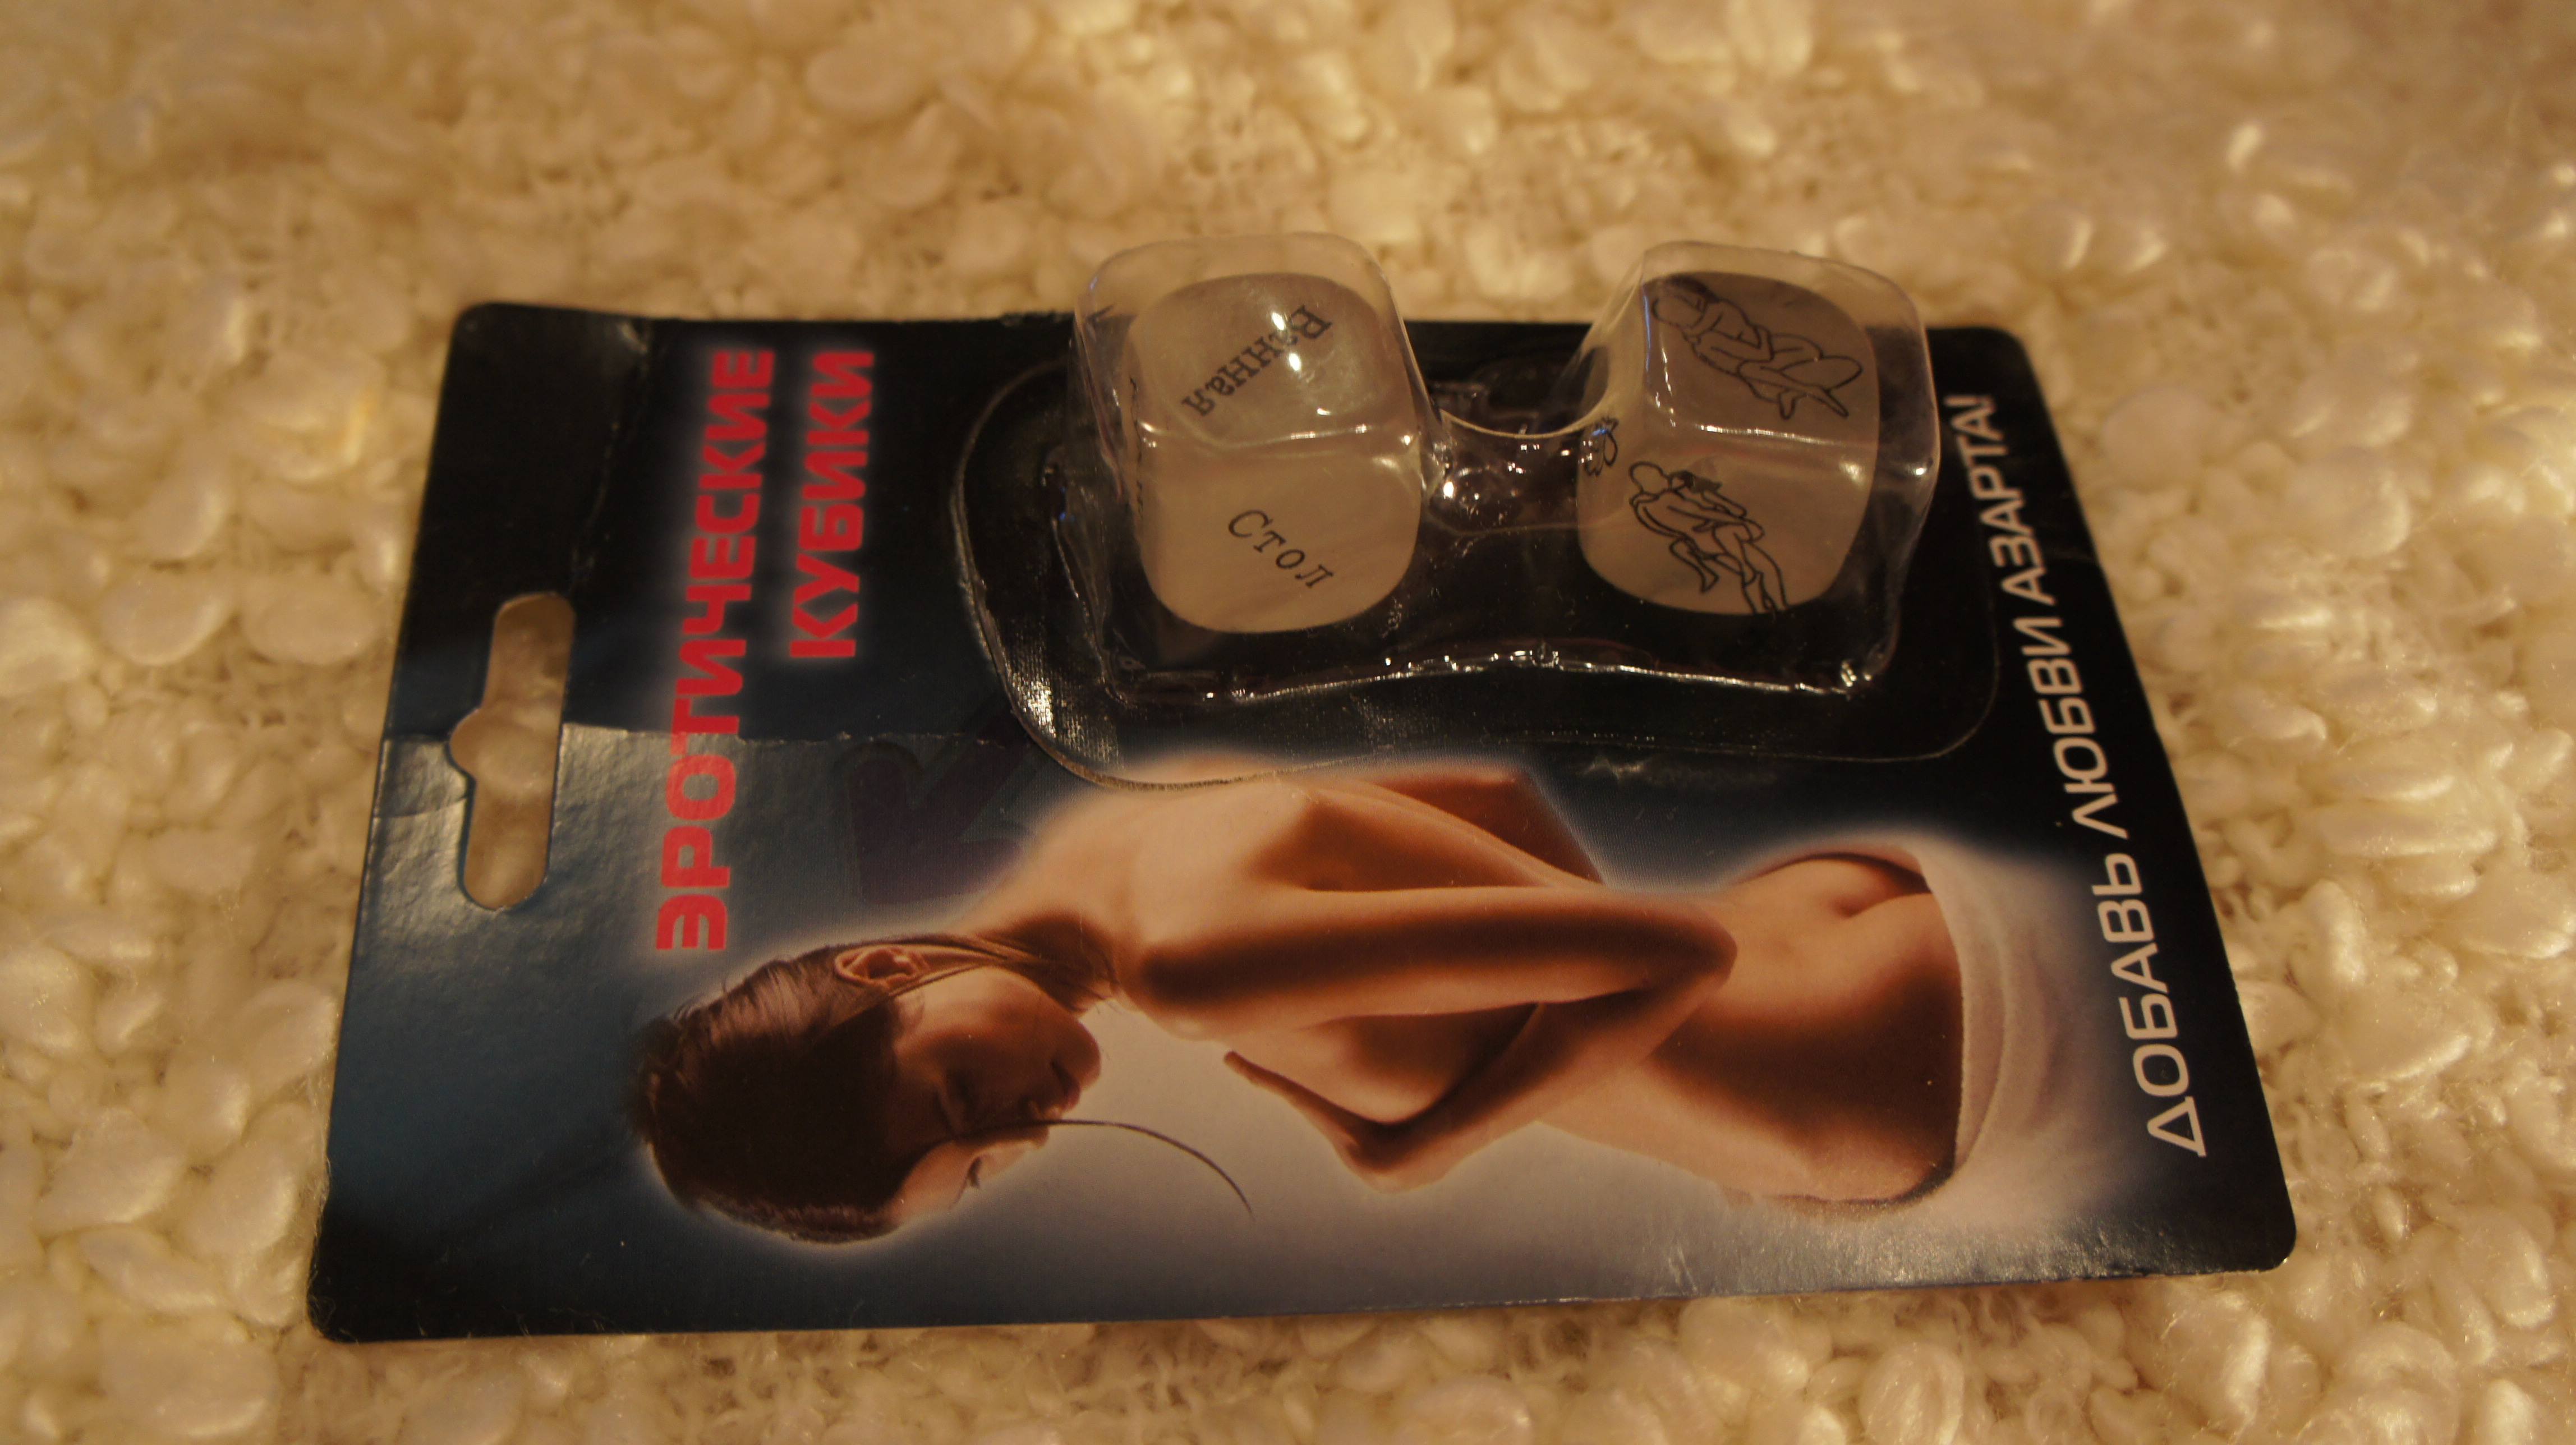 ЭРОТИЧЕСКИЕ
КУБИКИ
Ванная
Стол
ДОБАВЬ ЛЮБВИ АЗАРТА!